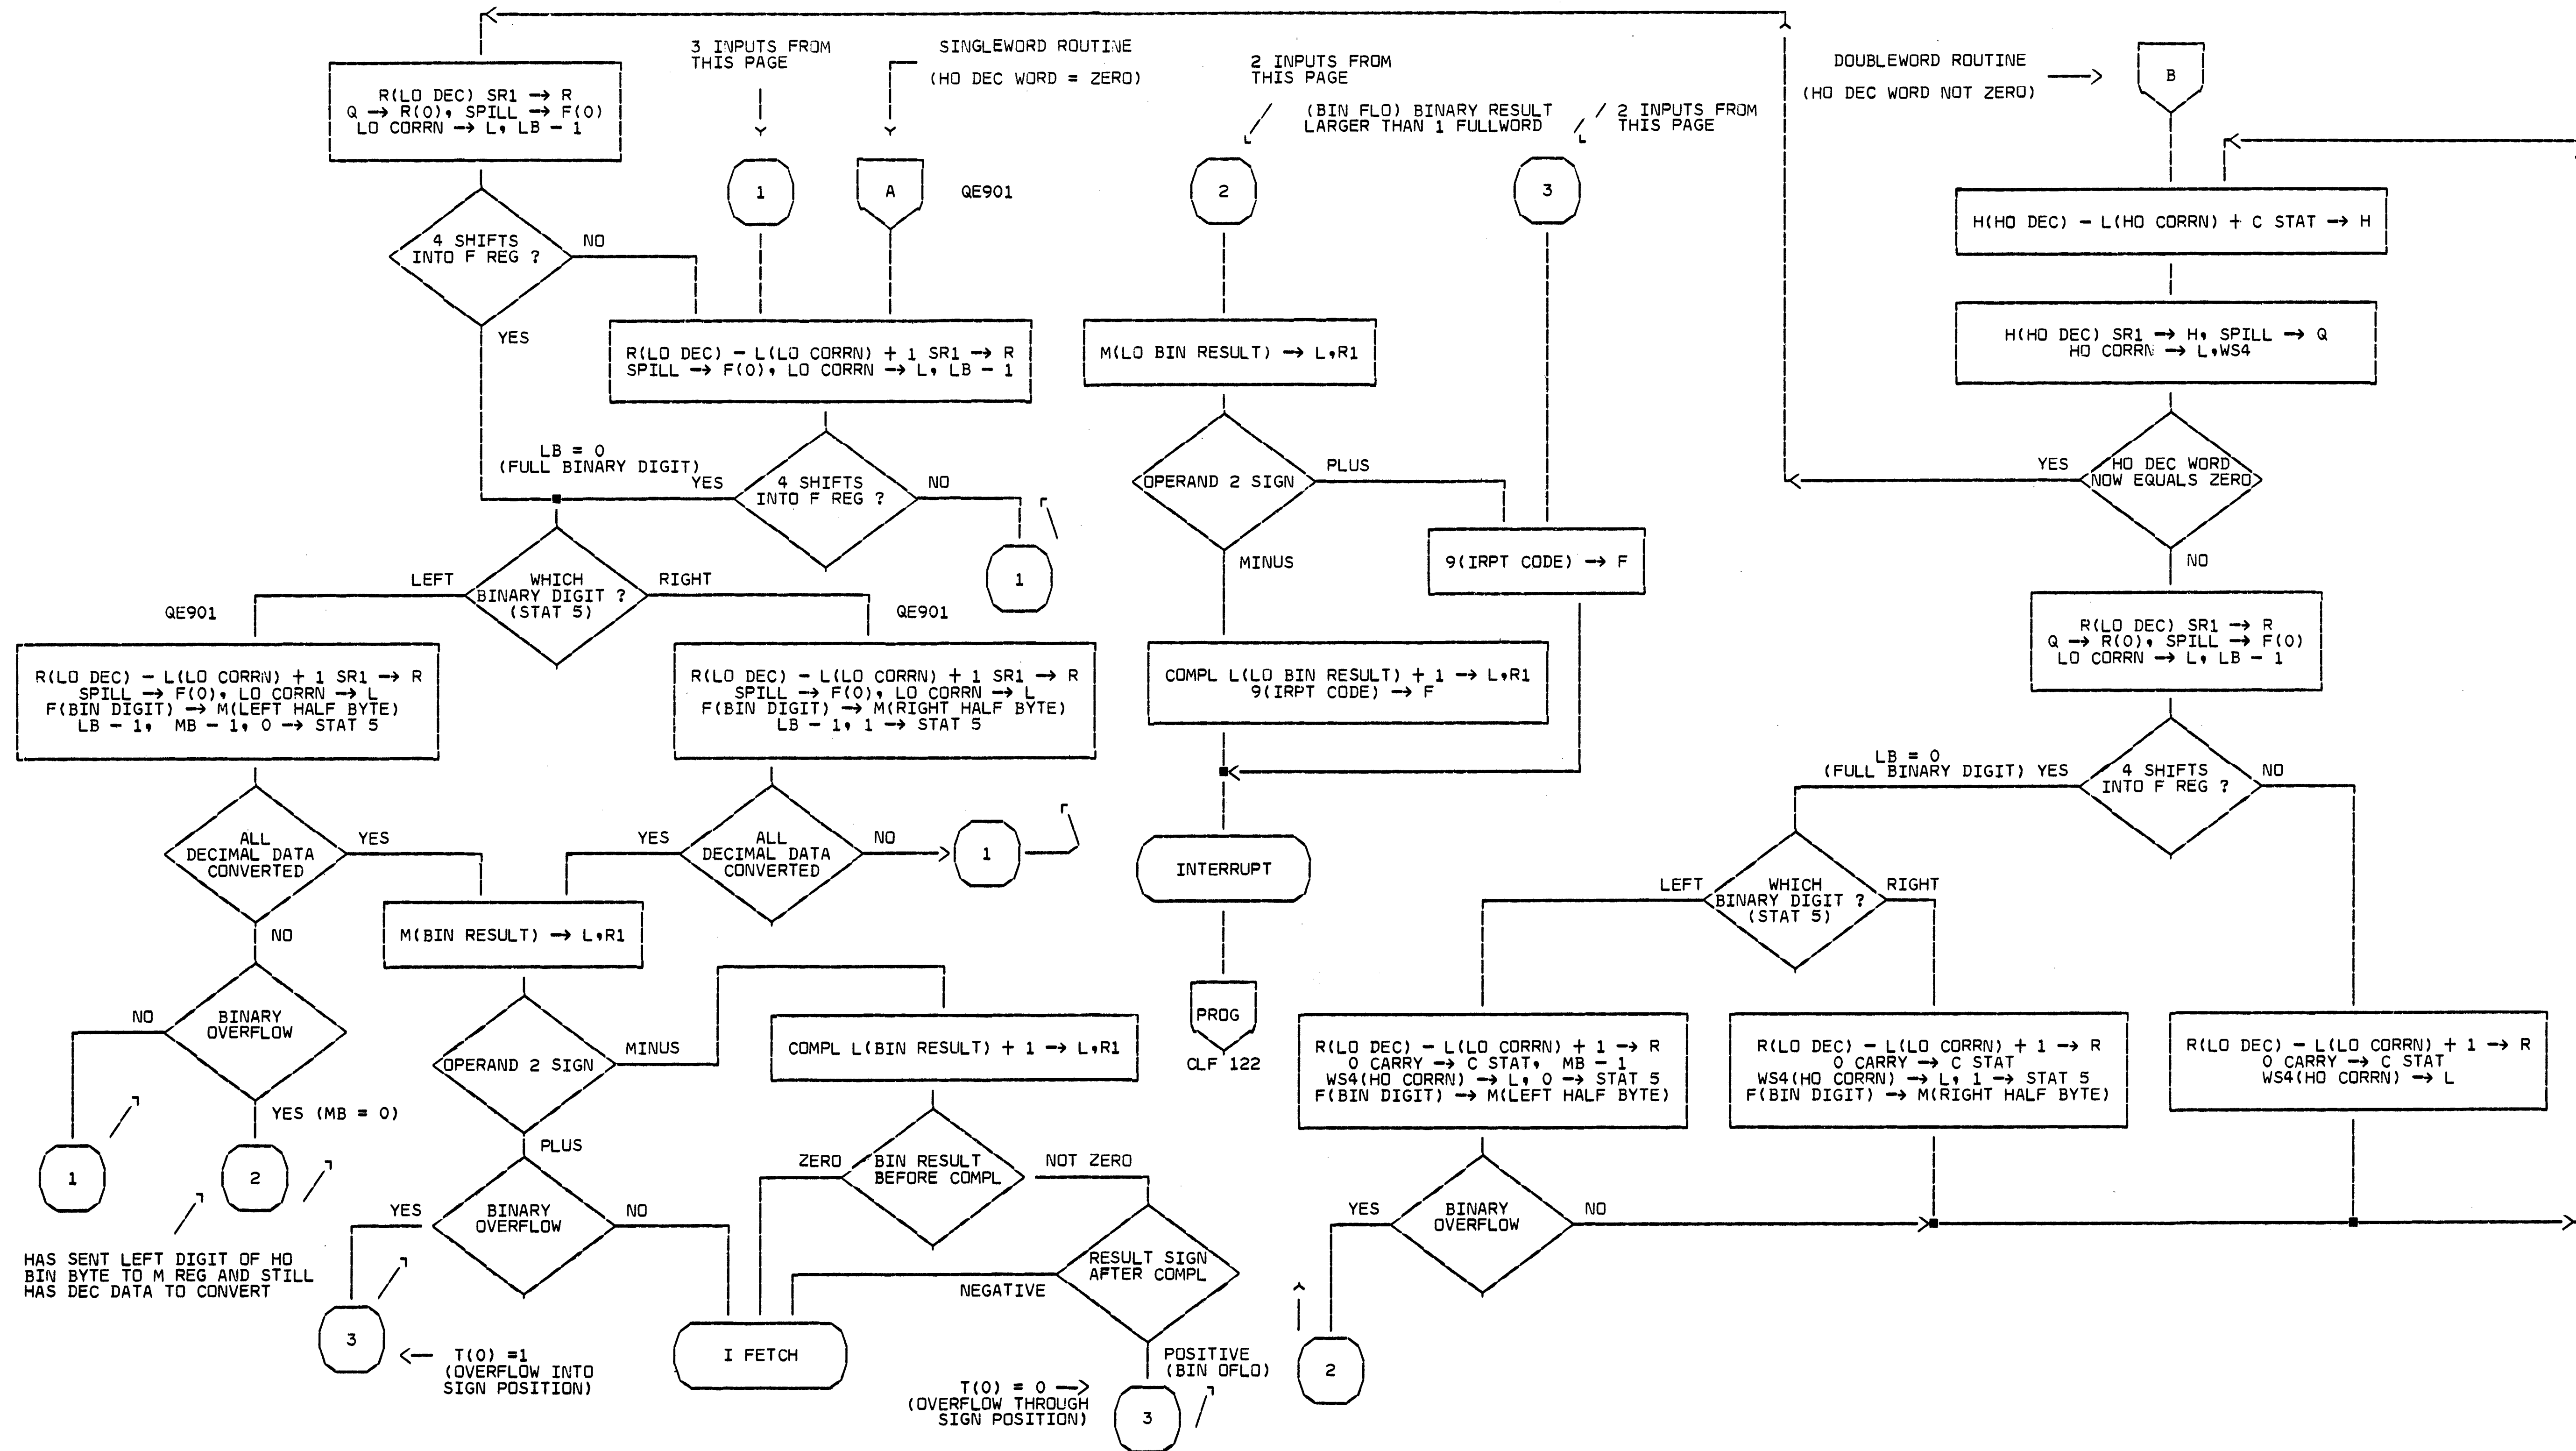 3 INPUTS FROM
THIS PAGE
SINGLEWORD ROUTINE
(HO DEC WORD = ZERO)
2 INPUTS FROM
THIS PAGE
(BIN FLO) BINARY RESULT
LARGER THAN 1 FULLWORD
2 INPUTS FROM
THIS PAGE
DOUBLEWORD ROUTINE
(HO DEC WORD NOT ZERO)
B
R(LO DEC) SR1 → R
Q → R(0), SPILL → F(0)
LO CORRN → L, LB - 1
1
A
QE901
2
3
H(HO DEC) - L(HO CORRN) + C STAT → H
4 SHIFTS
INTO F REG ?
NO
YES
R(LO DEC) - L(LO CORRN) + 1 SR1 → R
SPILL → F(0), LO CORRN → L, LB - 1
M(LO BIN RESULT) → L,R1
H(HO DEC) SR1 → H, SPILL → Q
HO CORRN → L,WS4
LB = 0
(FULL BINARY DIGIT)
YES
4 SHIFTS
INTO F REG ?
NO
1
OPERAND 2 SIGN
PLUS
MINUS
9(IRPT CODE) → F
YES
HO DEC WORD
NOW EQUALS ZERO
NO
LEFT
WHICH
BINARY DIGIT ?
(STAT 5)
RIGHT
QE901
QE901
R(LO DEC) - L(LO CORRN) + 1 SR1 → R
SPILL → F(0), LO CORRN → L
F(BIN DIGIT) → M(LEFT HALF BYTE)
LB - 1, MB - 1, 0 → STAT 5
R(LO DEC) - L(LO CORRN) + 1 SR1 → R
SPILL → F(0), LO CORRN → L
F(BIN DIGIT) → M(RIGHT HALF BYTE)
LB - 1, 1 → STAT 5
COMPL L(LO BIN RESULT) + 1 → L,R1
9(IRPT CODE) → F
R(LO DEC) SR1 → R
Q → R(0), SPILL → F(0)
LO CORRN → L, LB - 1
LB = 0
(FULL BINARY DIGIT) YES
4 SHIFTS
INTO F REG ?
NO
ALL
DECIMAL DATA
CONVERTED
YES
NO
YES
ALL
DECIMAL DATA
CONVERTED
NO
1
INTERRUPT
LEFT
WHICH
BINARY DIGIT ?
(STAT 5)
RIGHT
M(BIN RESULT) → L,R1
NO
BINARY
OVERFLOW
YES (MB = 0)
OPERAND 2 SIGN
MINUS
PLUS
COMPL L(BIN RESULT) + 1 → L,R1
PROG
CLF 122
R(LO DEC) - L(LO CORRN) + 1 → R
0 CARRY → C STAT, MB - 1
WS4(HO CORRN) → L, 0 → STAT 5
F(BIN DIGIT) → M(LEFT HALF BYTE)
R(LO DEC) - L(LO CORRN) + 1 → R
0 CARRY → C STAT
WS4(HO CORRN) → L, 1 → STAT 5
F(BIN DIGIT) → M(RIGHT HALF BYTE)
R(LO DEC) - L(LO CORRN) + 1 → R
0 CARRY → C STAT
WS4(HO CORRN) → L
1
2
HAS SENT LEFT DIGIT OF HO
BIN BYTE TO M REG AND STILL
HAS DEC DATA TO CONVERT
YES
BINARY
OVERFLOW
NO
ZERO
BIN RESULT
BEFORE COMPL
NOT ZERO
RESULT SIGN
AFTER COMPL
NEGATIVE
YES
BINARY
OVERFLOW
NO
3
T(0) =1
(OVERFLOW INTO
SIGN POSITION)
I FETCH
POSITIVE
(BIN OFLO)
T(0) = 0
(OVERFLOW THROUGH
SIGN POSITION)
3
2